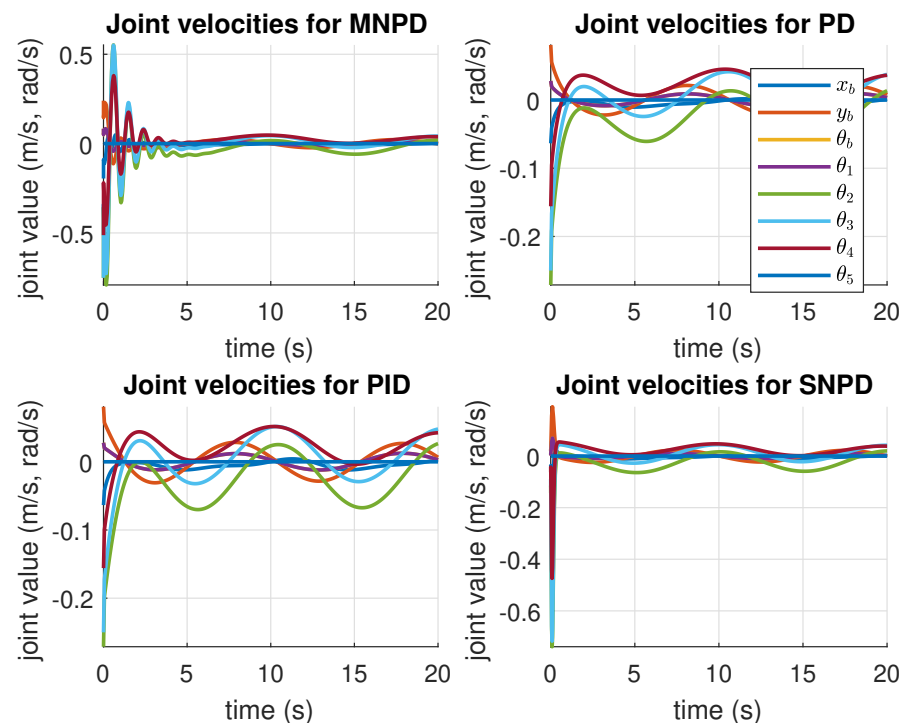 Joint velocities for MNPD
0.5
0
-0.5
joint value (m/s, rad/s)
0 5 10 15 20
time (s)
Joint velocities for PD
0
-0.1
-0.2
joint value (m/s, rad/s)
0 5 10 15 20
time (s)
x_b
y_b
θ_b
θ_1
θ_2
θ_3
θ_4
θ_5
Joint velocities for PID
0
-0.1
-0.2
joint value (m/s, rad/s)
0 5 10 15 20
time (s)
Joint velocities for SNPD
0
-0.2
-0.4
-0.6
joint value (m/s, rad/s)
0 5 10 15 20
time (s)